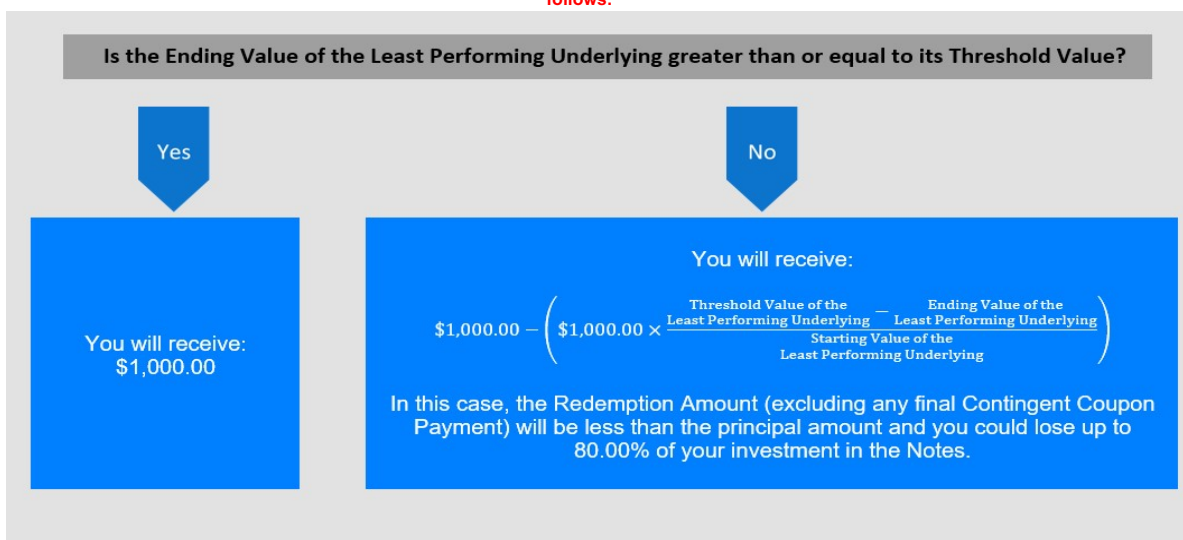 follows:
Is the Ending Value of the Least Performing Underlying greater than or equal to its Threshold Value?
Yes
No
You will receive:
$1,000.00
You will receive:
$1,000.00 − ( $1,000.00 × (Threshold Value of the Least Performing Underlying − Ending Value of the Least Performing Underlying) / Starting Value of the Least Performing Underlying )
In this case, the Redemption Amount (excluding any final Contingent Coupon
Payment) will be less than the principal amount and you could lose up to
80.00% of your investment in the Notes.